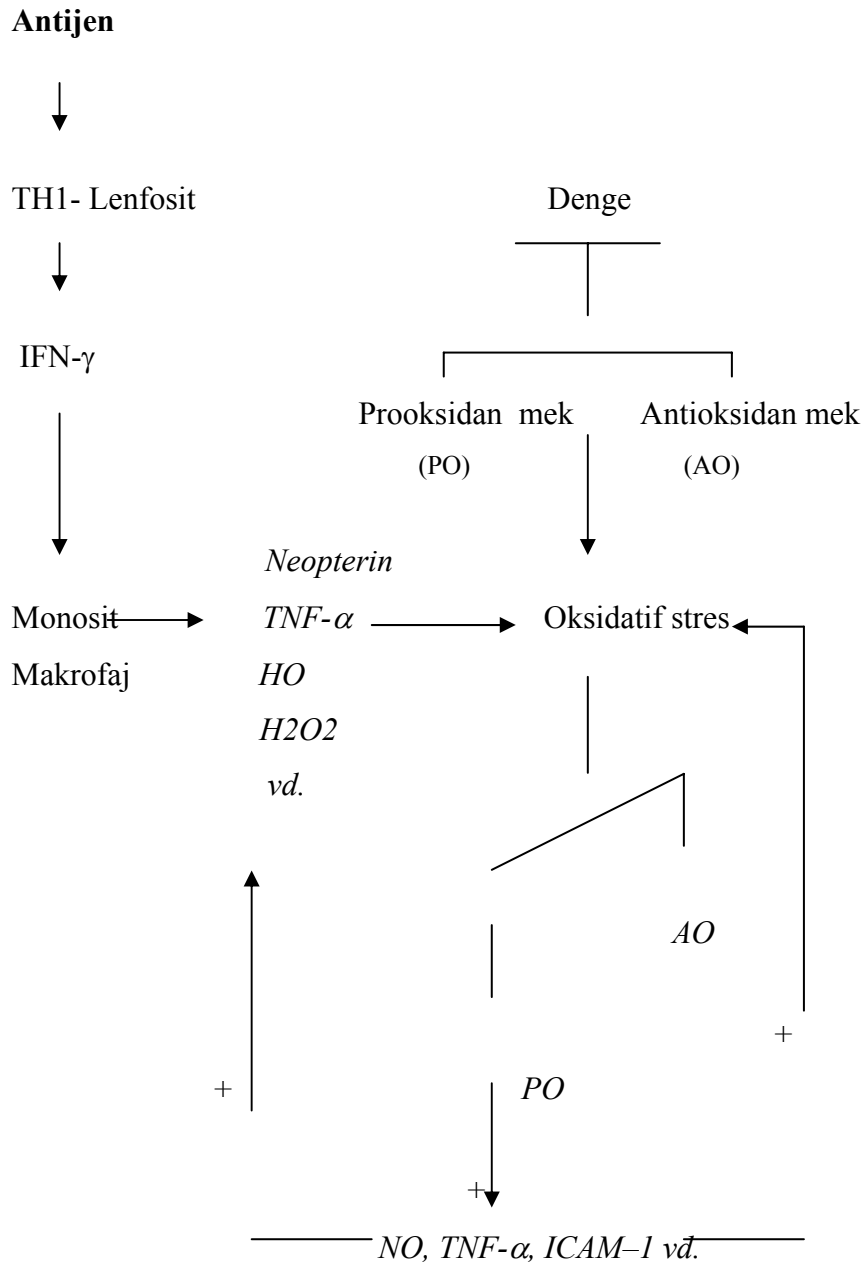 Antijen
TH1- Lenfosit
Denge
IFN-γ
Prooksidan mek
Antioksidan mek
(PO)
(AO)
Neopterin
Monosit
TNF-α
Oksidatif stres
Makrofaj
HO
H2O2
vd.
AO
+
+
PO
+
NO, TNF-α, ICAM–1 vd.